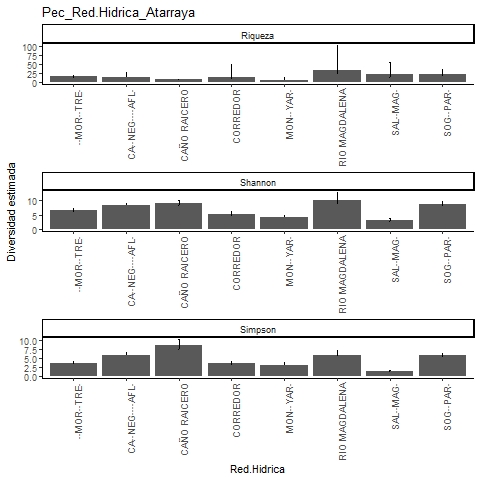 Pec_Red.Hidrica_Atarraya
Riqueza
100
75
50
25
0
--MOR--TRE-
CA--NEG----AFL-
CAÑO RAICERO
CORREDOR
MON--YAR-
RIO MAGDALENA
SAL--MAG-
SOG--PAR-
Shannon
10
5
0
--MOR--TRE-
CA--NEG----AFL-
CAÑO RAICERO
CORREDOR
MON--YAR-
RIO MAGDALENA
SAL--MAG-
SOG--PAR-
Simpson
10.0
7.5
5.0
2.5
0.0
--MOR--TRE-
CA--NEG----AFL-
CAÑO RAICERO
CORREDOR
MON--YAR-
RIO MAGDALENA
SAL--MAG-
SOG--PAR-
Diversidad estimada
Red.Hidrica